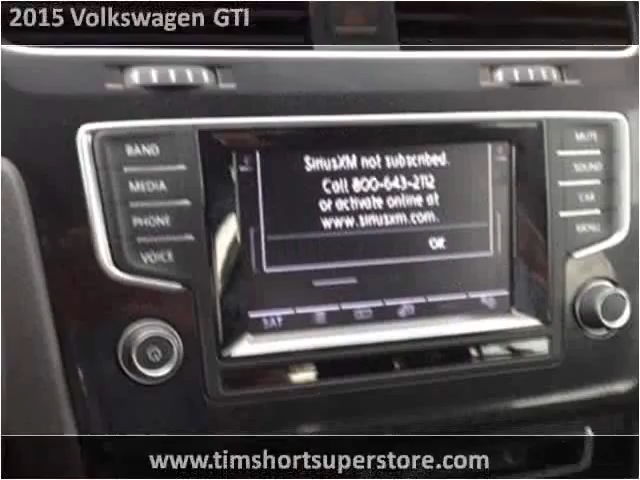 2015 Volkswagen GTI
BAND
MEDIA
PHONE
VOICE
SiriusXM not subscribed.
Call 800-643-2112
or activate online at
www.siriusxm.com.
OK
SAT
MUTE
SOUND
CAR
MENU
www.timshortsuperstore.com